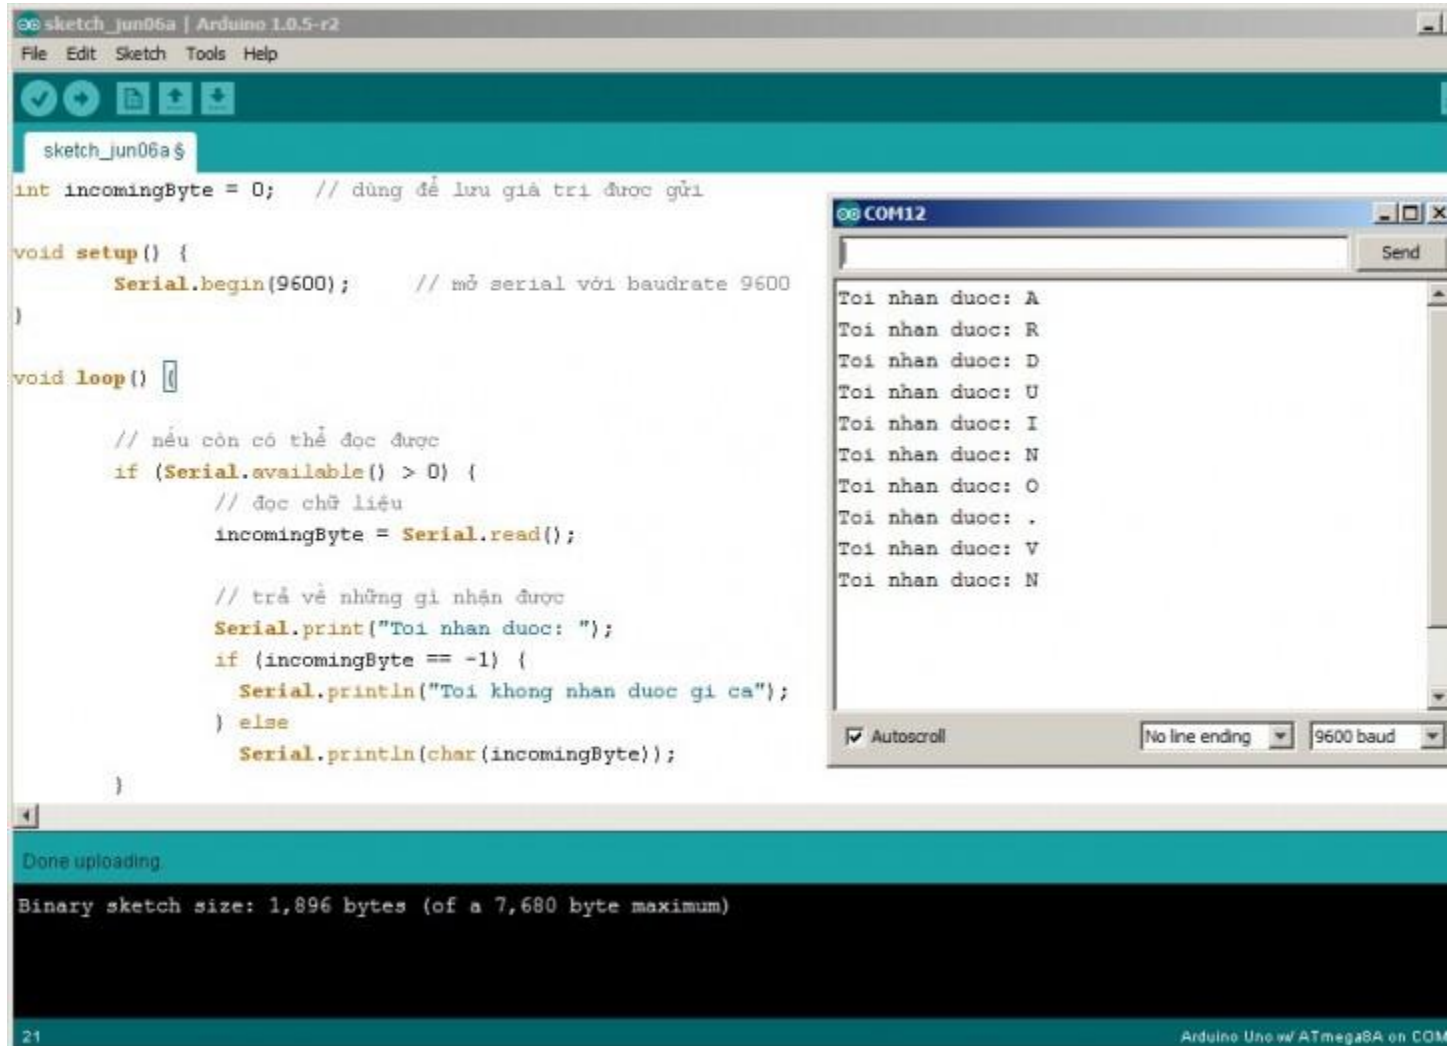 sketch_jun06a | Arduino 1.0.5-r2
File Edit Sketch Tools Help
sketch_jun06a §
int incomingByte = 0;   // dùng để lưu giá trị được gửi
void setup() {
Serial.begin(9600);     // mở serial với baudrate 9600
}
void loop() {
// nếu còn có thể đọc được
if (Serial.available() > 0) {
// đọc chữ liệu
incomingByte = Serial.read();
// trả về những gì nhận được
Serial.print("Toi nhan duoc: ");
if (incomingByte == -1) {
Serial.println("Toi khong nhan duoc gi ca");
} else
Serial.println(char(incomingByte));
}
COM12
Send
Toi nhan duoc: A
Toi nhan duoc: R
Toi nhan duoc: D
Toi nhan duoc: U
Toi nhan duoc: I
Toi nhan duoc: N
Toi nhan duoc: O
Toi nhan duoc: .
Toi nhan duoc: V
Toi nhan duoc: N
Autoscroll
No line ending
9600 baud
Done uploading.
Binary sketch size: 1,896 bytes (of a 7,680 byte maximum)
21
Arduino Uno w/ ATmega8A on COM